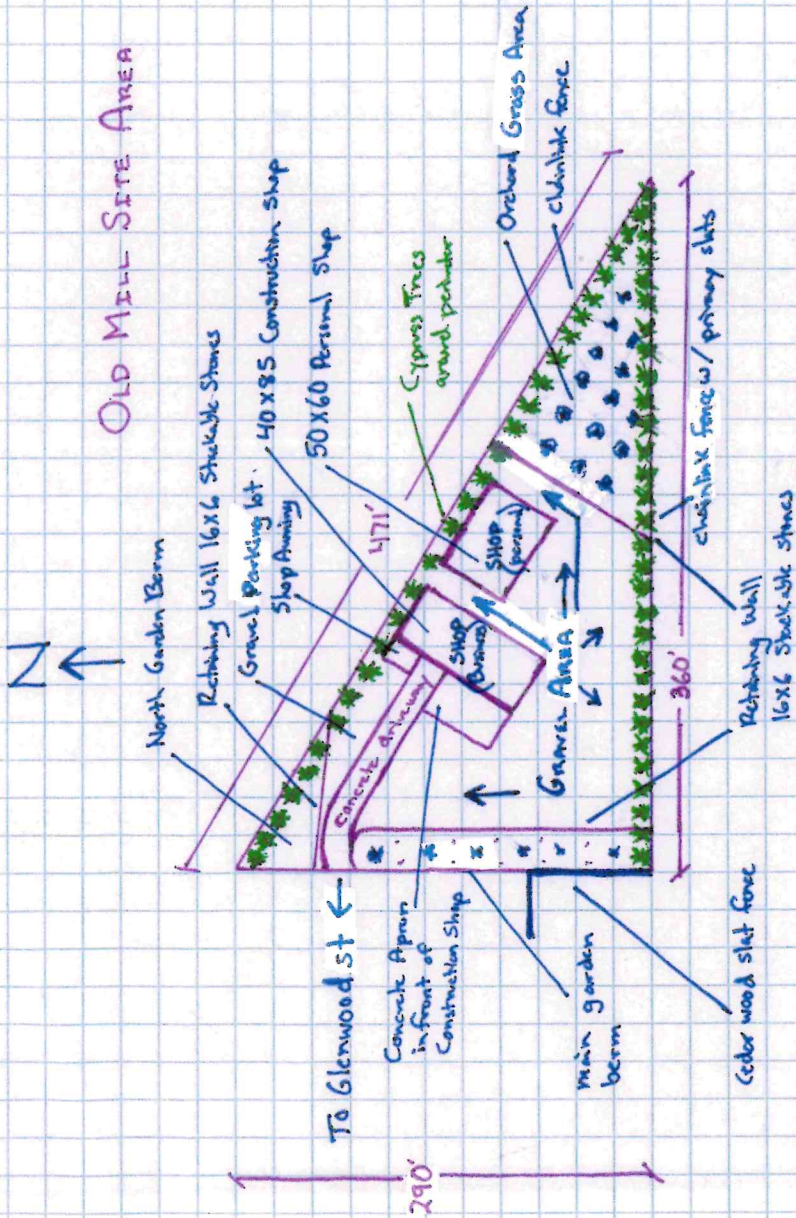 OLD MILL SITE AREA
N
North Garden Berm
Retaining Wall 16x6 Stackable Stones
Gravel Parking lot
Shop Awning
40x85 Construction Shop
50x60 Personal Shop
Cypress Trees
around perimeter
471'
Orchard Grass Area
chainlink fence
To Glenwood st
Concrete driveway
SHOP
(Business)
SHOP
(personal)
GRAVEL AREA
Concrete Apron
in front of
Construction Shop
main garden
berm
Cedar wood slat fence
290'
360'
chainlink fence w/ privacy slats
Retaining Wall
16x6 Stackable stones